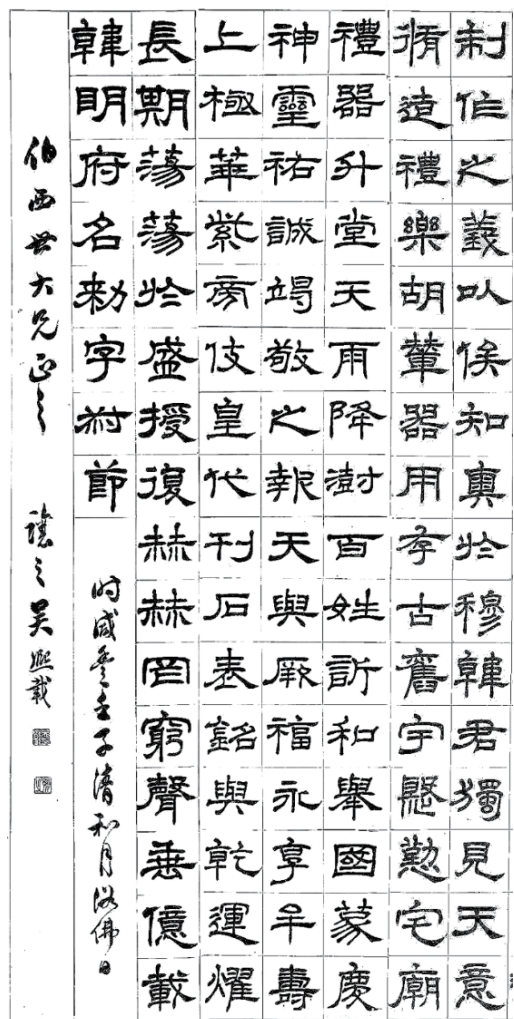 制作之義以俟知奧於穆韓君獨見天意
脩造禮樂胡輦器用存古舊宇慇懃宅廟
禮器升堂天雨降澍百姓訢和舉國蒙慶
神靈祐誠竭敬之報天與厥福永享牟壽
上極華紫旁伎皇代刊石表銘與乾運燿
長期蕩蕩於盛授復赫赫罔窮聲垂億載
韓明府名勑字叔節 时咸豐壬子清和月浴佛日
伯西世大兄正之 讓之吳熙載